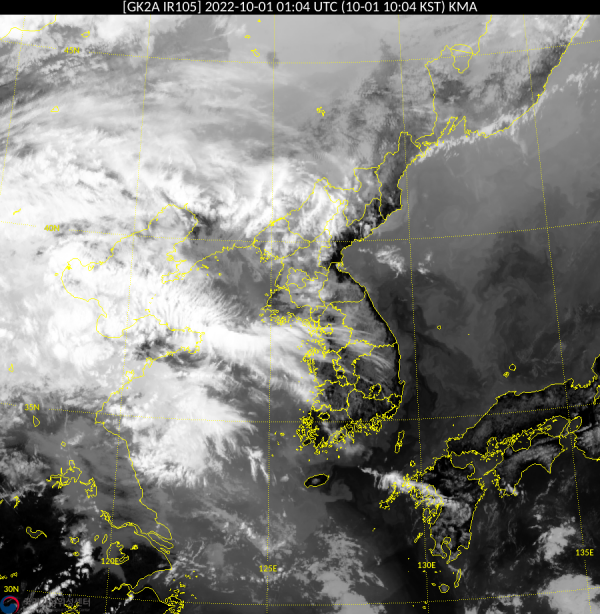 [GK2A IR105] 2022-10-01 01:04 UTC (10-01 10:04 KST) KMA
45N
40N
35N
120E
125E
130E
135E
30N